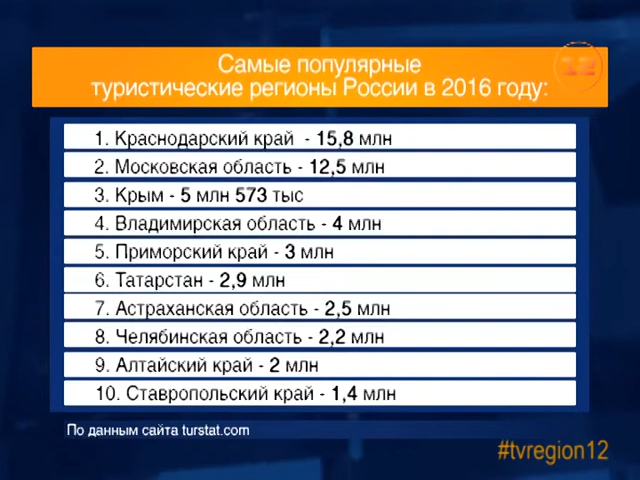 Самые популярные
туристические регионы России в 2016 году:
12
1. Краснодарский край - 15,8 млн
2. Московская область - 12,5 млн
3. Крым - 5 млн 573 тыс
4. Владимирская область - 4 млн
5. Приморский край - 3 млн
6. Татарстан - 2,9 млн
7. Астраханская область - 2,5 млн
8. Челябинская область - 2,2 млн
9. Алтайский край - 2 млн
10. Ставропольский край - 1,4 млн
По данным сайта turstat.com
#tvregion12